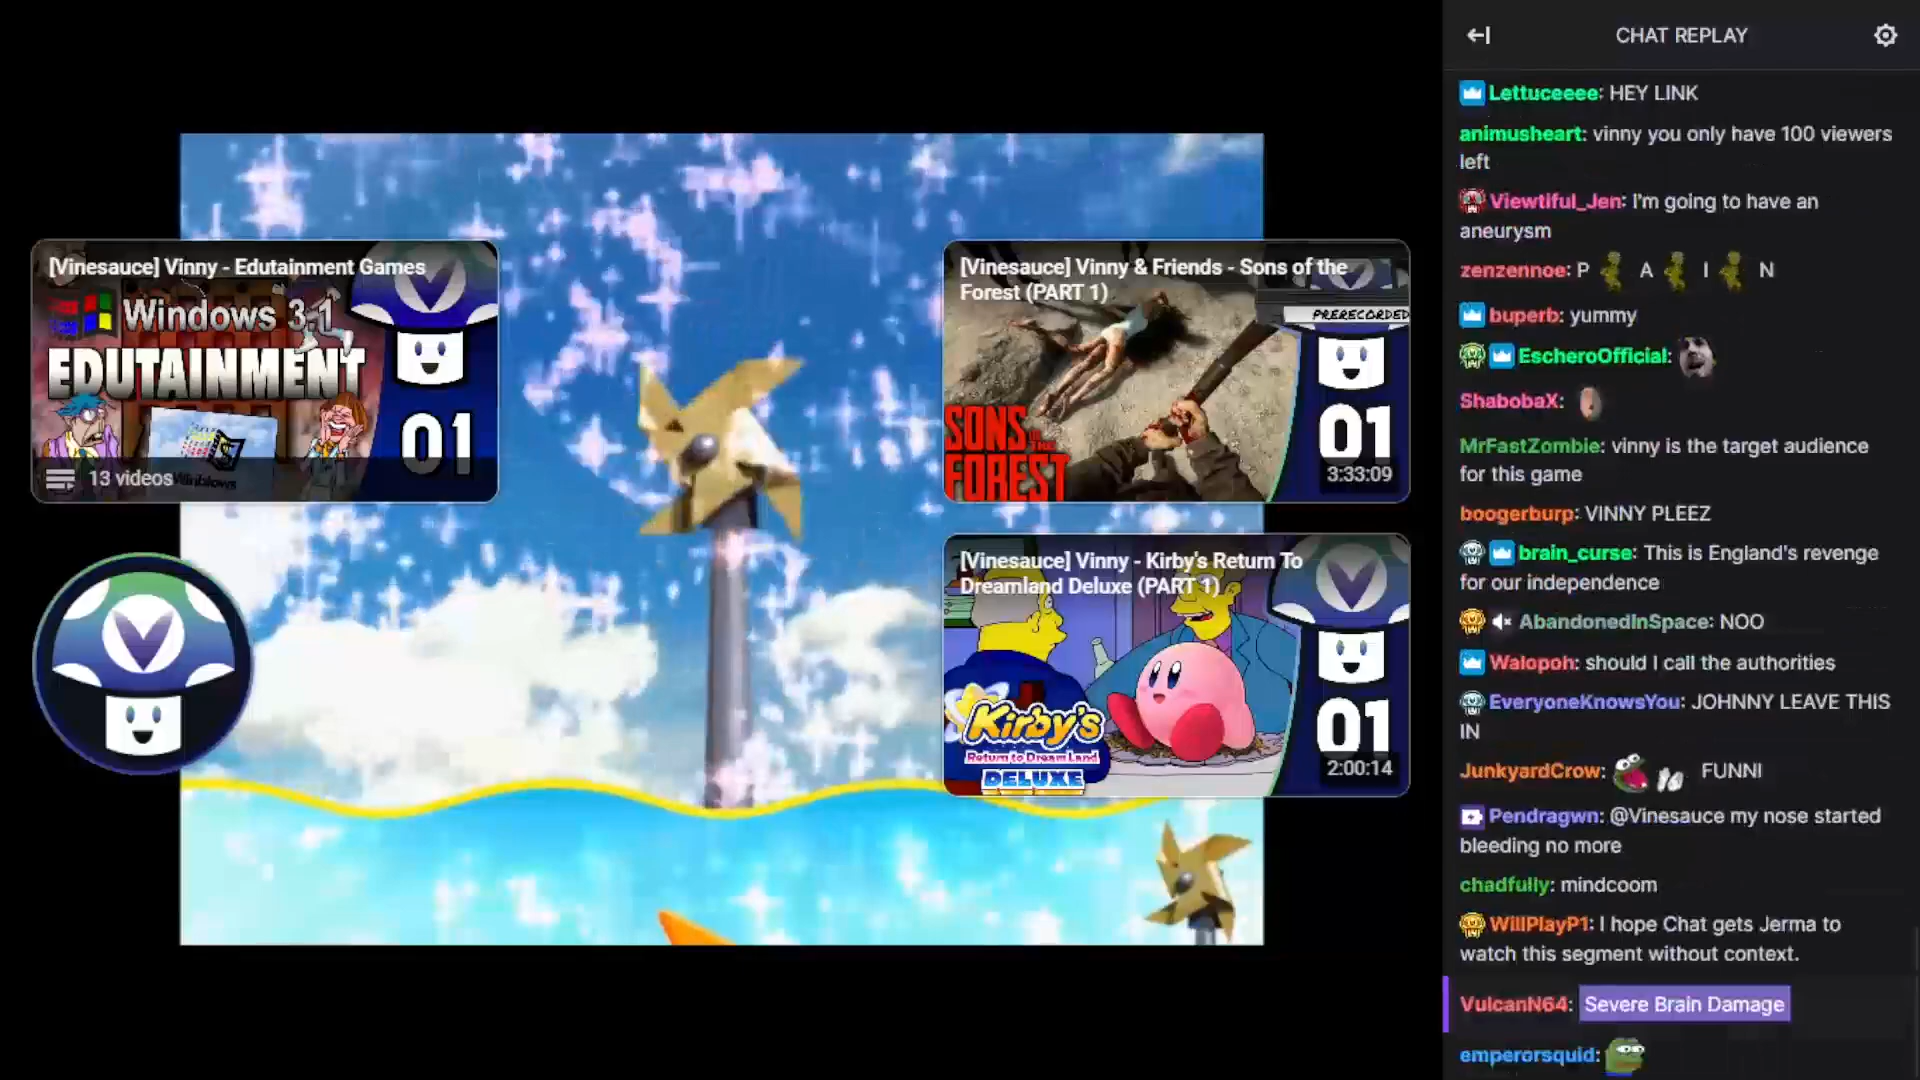 [Vinesauce] Vinny - Edutainment Games
Windows 3.1
EDUTAINMENT
01
13 videos
Winblows
[Vinesauce] Vinny & Friends - Sons of the
Forest (PART 1)
PRERECORDED
SONS OF THE
FOREST
01
3:33:09
[Vinesauce] Vinny - Kirby's Return To
Dreamland Deluxe (PART 1)
Kirby's
Return to Dream Land
DELUXE
01
2:00:14
CHAT REPLAY
Lettuceeee: HEY LINK
animusheart: vinny you only have 100 viewers
left
Viewtiful_Jen: I'm going to have an
aneurysm
zenzennoe: P A I N
buperb: yummy
EscheroOfficial:
ShabobaX:
MrFastZombie: vinny is the target audience
for this game
boogerburp: VINNY PLEEZ
brain_curse: This is England's revenge
for our independence
AbandonedInSpace: NOO
Walopoh: should I call the authorities
EveryoneKnowsYou: JOHNNY LEAVE THIS
IN
JunkyardCrow: FUNNI
Pendragwn: @Vinesauce my nose started
bleeding no more
chadfully: mindcoom
WillPlayP1: I hope Chat gets Jerma to
watch this segment without context.
VulcanN64: Severe Brain Damage
emperorsquid: